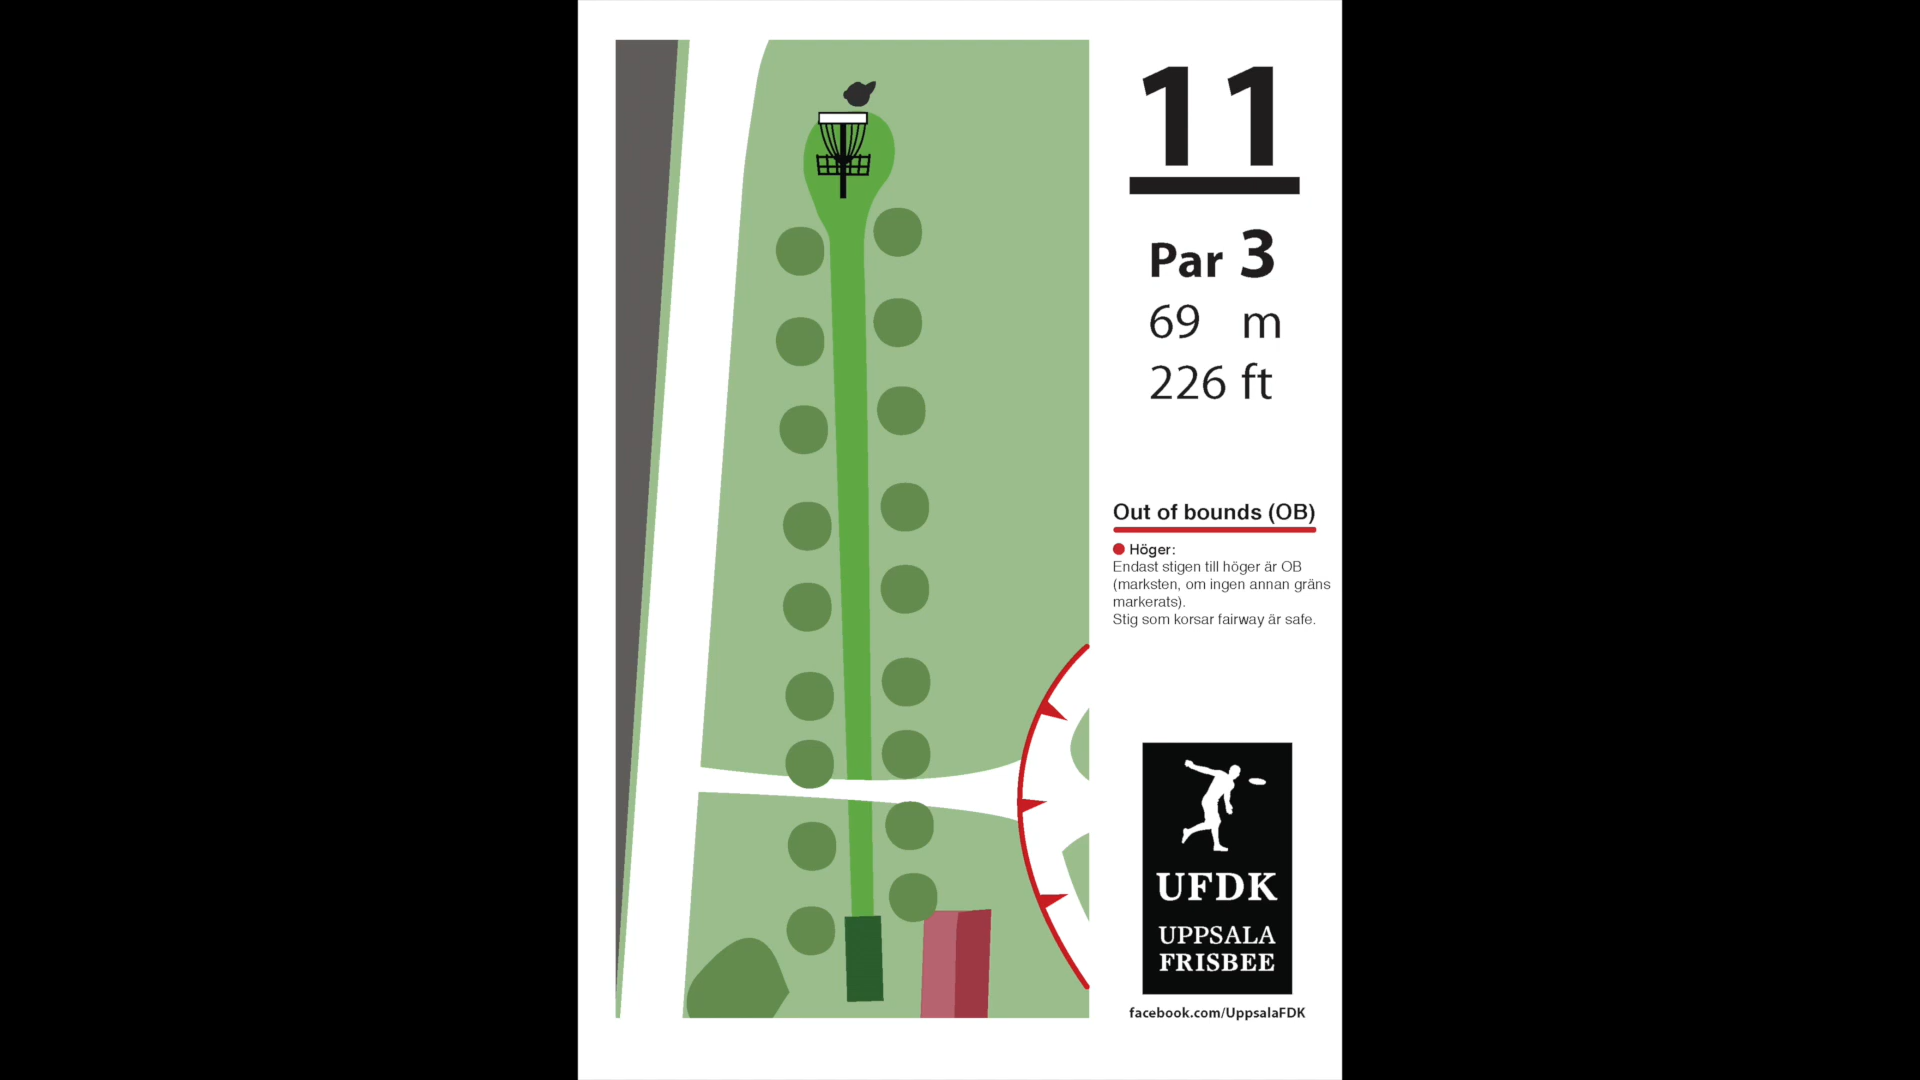 11
Par 3
69 m
226 ft
Out of bounds (OB)
Höger:
Endast stigen till höger är OB
(marksten, om ingen annan gräns
markerats).
Stig som korsar fairway är safe.
UFDK
UPPSALA
FRISBEE
facebook.com/UppsalaFDK